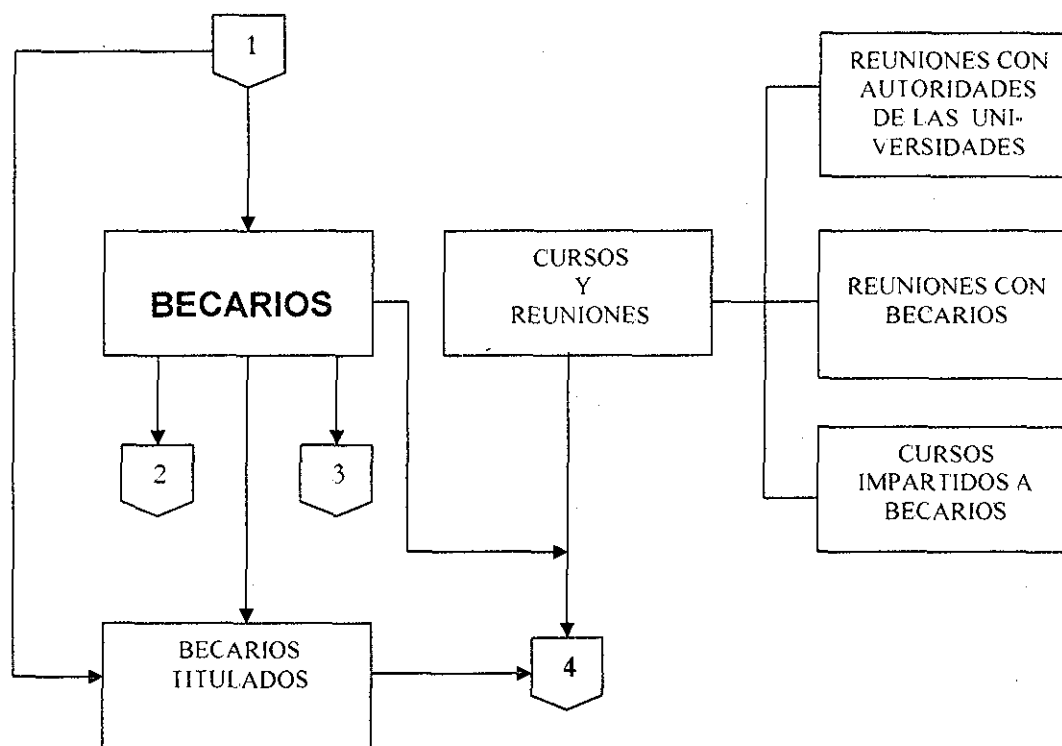 1
REUNIONES CON
AUTORIDADES
DE LAS UNI-
VERSIDADES
BECARIOS
CURSOS
Y
REUNIONES
REUNIONES CON
BECARIOS
2
3
CURSOS
IMPARTIDOS A
BECARIOS
BECARIOS
TITULADOS
4